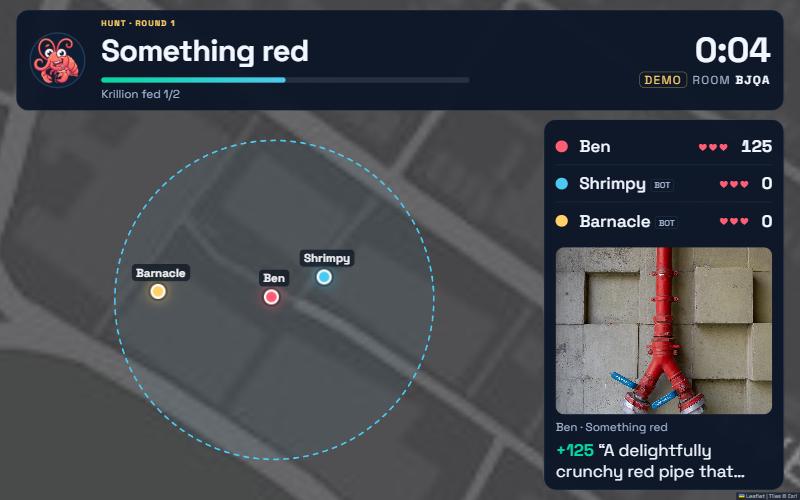 HUNT · ROUND 1
Something red
Krillion fed 1/2
0:04
DEMO ROOM BJQA
Ben 125
Shrimpy BOT 0
Barnacle BOT 0
Shrimpy
Barnacle
Ben
Ben · Something red
+125 “A delightfully
crunchy red pipe that…
Leaflet | Tiles © Esri